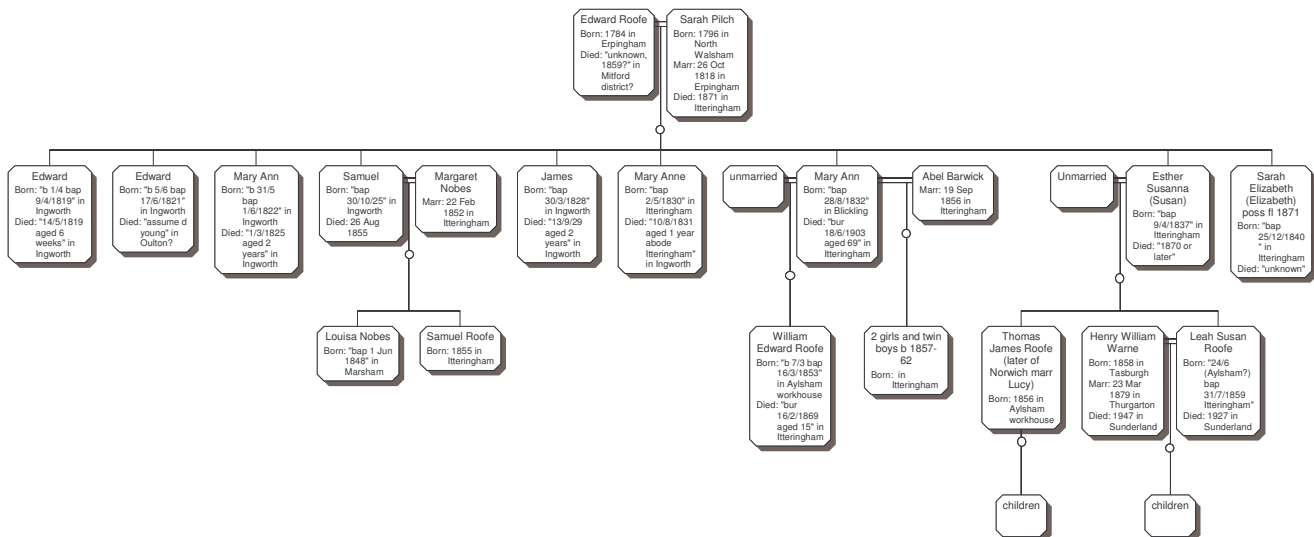 Edward Roofe
Born: 1784 in
Erpingham
Died: "unknown,
1859?" in
Mitford
district?
Sarah Pilch
Born: 1796 in
North
Walsham
Marr: 26 Oct
1818 in
Erpingham
Died: 1871 in
Itteringham
Edward
Born: "b 1/4 bap
9/4/1819" in
Ingworth
Died: "14/5/1819
aged 6
weeks" in
Ingworth
Edward
Born: "b 5/6 bap
17/6/1821"
in Ingworth
Died: "assume d
young" in
Oulton?
Mary Ann
Born: "b 31/5
bap
1/6/1822" in
Ingworth
Died: "1/3/1825
aged 2
years" in
Ingworth
Samuel
Born: "bap
30/10/25" in
Ingworth
Died: 26 Aug
1855
Margaret
Nobes
Marr: 22 Feb
1852 in
Itteringham
James
Born: "bap
30/3/1828"
in Ingworth
Died: "13/9/29
aged 2
years" in
Ingworth
Mary Anne
Born: "bap
2/5/1830" in
Itteringham
Died: "10/8/1831
aged 1 year
abode
Itteringham"
in Ingworth
unmarried
Mary Ann
Born: "bap
28/8/1832"
in Blickling
Died: "bur
18/6/1903
aged 69" in
Itteringham
Abel Barwick
Marr: 19 Sep
1856 in
Itteringham
Unmarried
Esther
Susanna
(Susan)
Born: "bap
9/4/1837" in
Itteringham
Died: "1870 or
later"
Sarah
Elizabeth
(Elizabeth)
poss fl 1871
Born: "bap
25/12/1840
" in
Itteringham
Died: "unknown"
Louisa Nobes
Born: "bap 1 Jun
1848" in
Marsham
Samuel Roofe
Born: 1855 in
Itteringham
William
Edward Roofe
Born: "b 7/3 bap
16/3/1853"
in Aylsham
workhouse
Died: "bur
16/2/1869
aged 15" in
Itteringham
2 girls and twin
boys b 1857-
62
Born: in
Itteringham
Thomas
James Roofe
(later of
Norwich marr
Lucy)
Born: 1856 in
Aylsham
workhouse
Henry William
Warne
Born: 1858 in
Tasburgh
Marr: 23 Mar
1879 in
Thurgarton
Died: 1947 in
Sunderland
Leah Susan
Roofe
Born: "24/6
(Aylsham?)
bap
31/7/1859
Itteringham"
Died: 1927 in
Sunderland
children
children